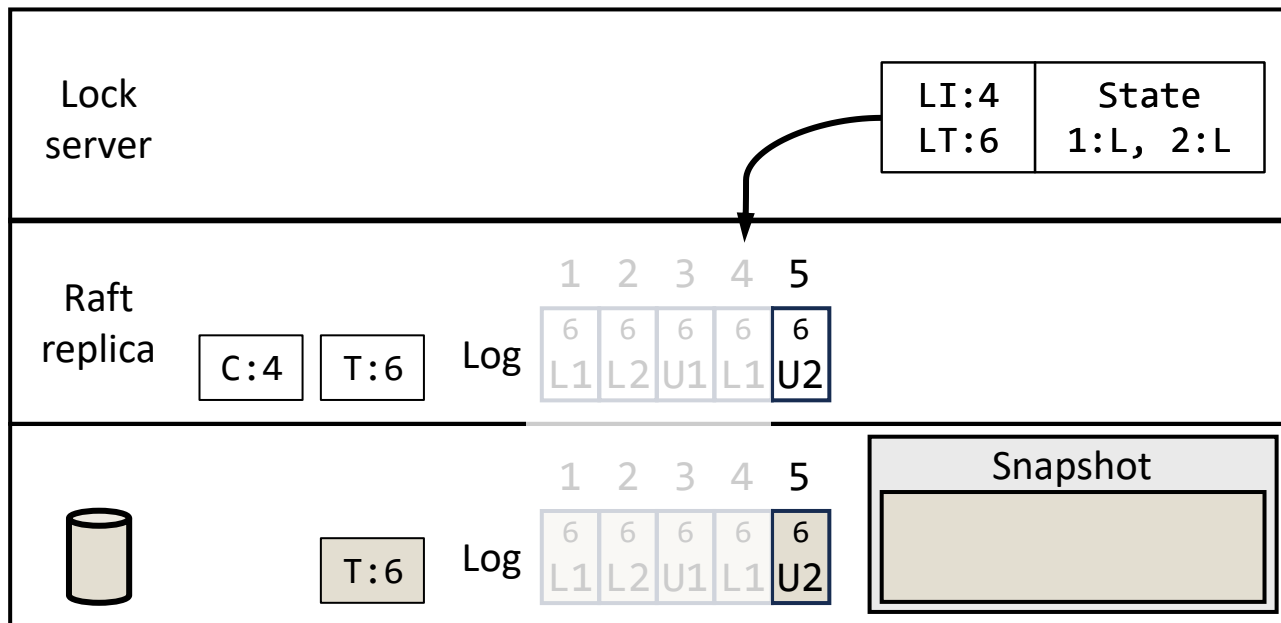 Lock
server
LI:4
LT:6
State
1:L, 2:L
Raft
replica
C:4
T:6
Log
1 2 3 4 5
6 6 6 6 6
L1 L2 U1 L1 U2
T:6
Log
1 2 3 4 5
6 6 6 6 6
L1 L2 U1 L1 U2
Snapshot